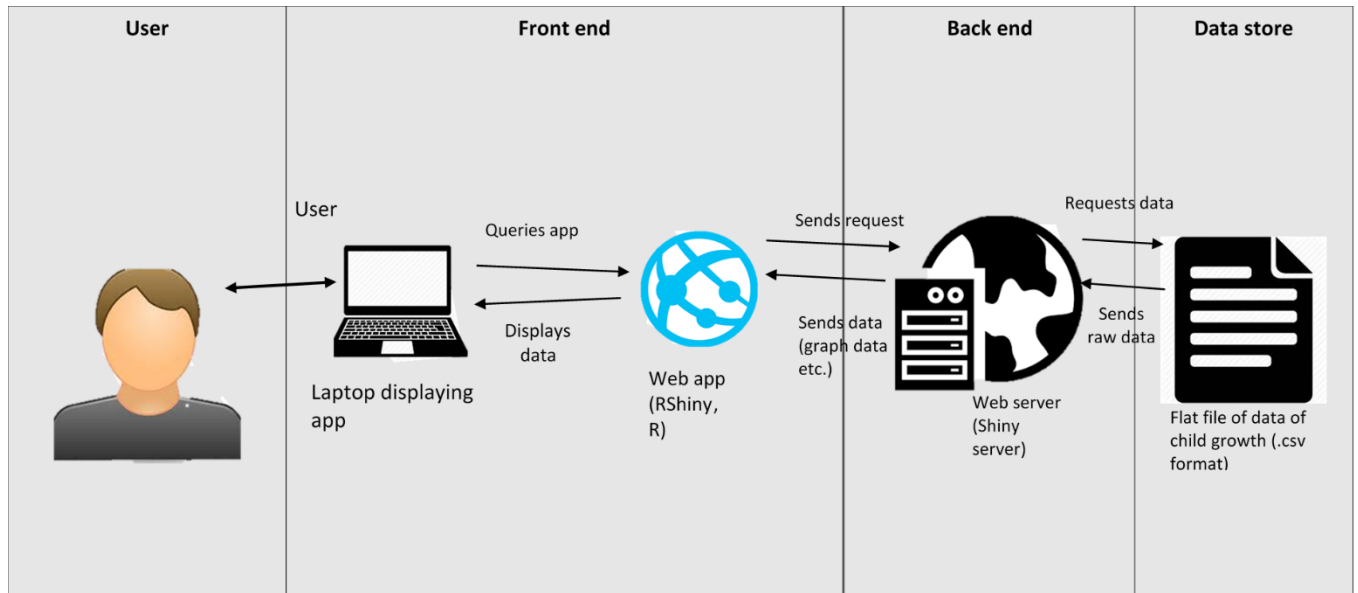 User
Front end
Back end
Data store
User
Queries app
Displays
data
Laptop displaying
app
Web app
(RShiny,
R)
Sends request
Sends data
(graph data
etc.)
Web server
(Shiny
server)
Requests data
Sends
raw data
Flat file of data of
child growth (.csv
format)